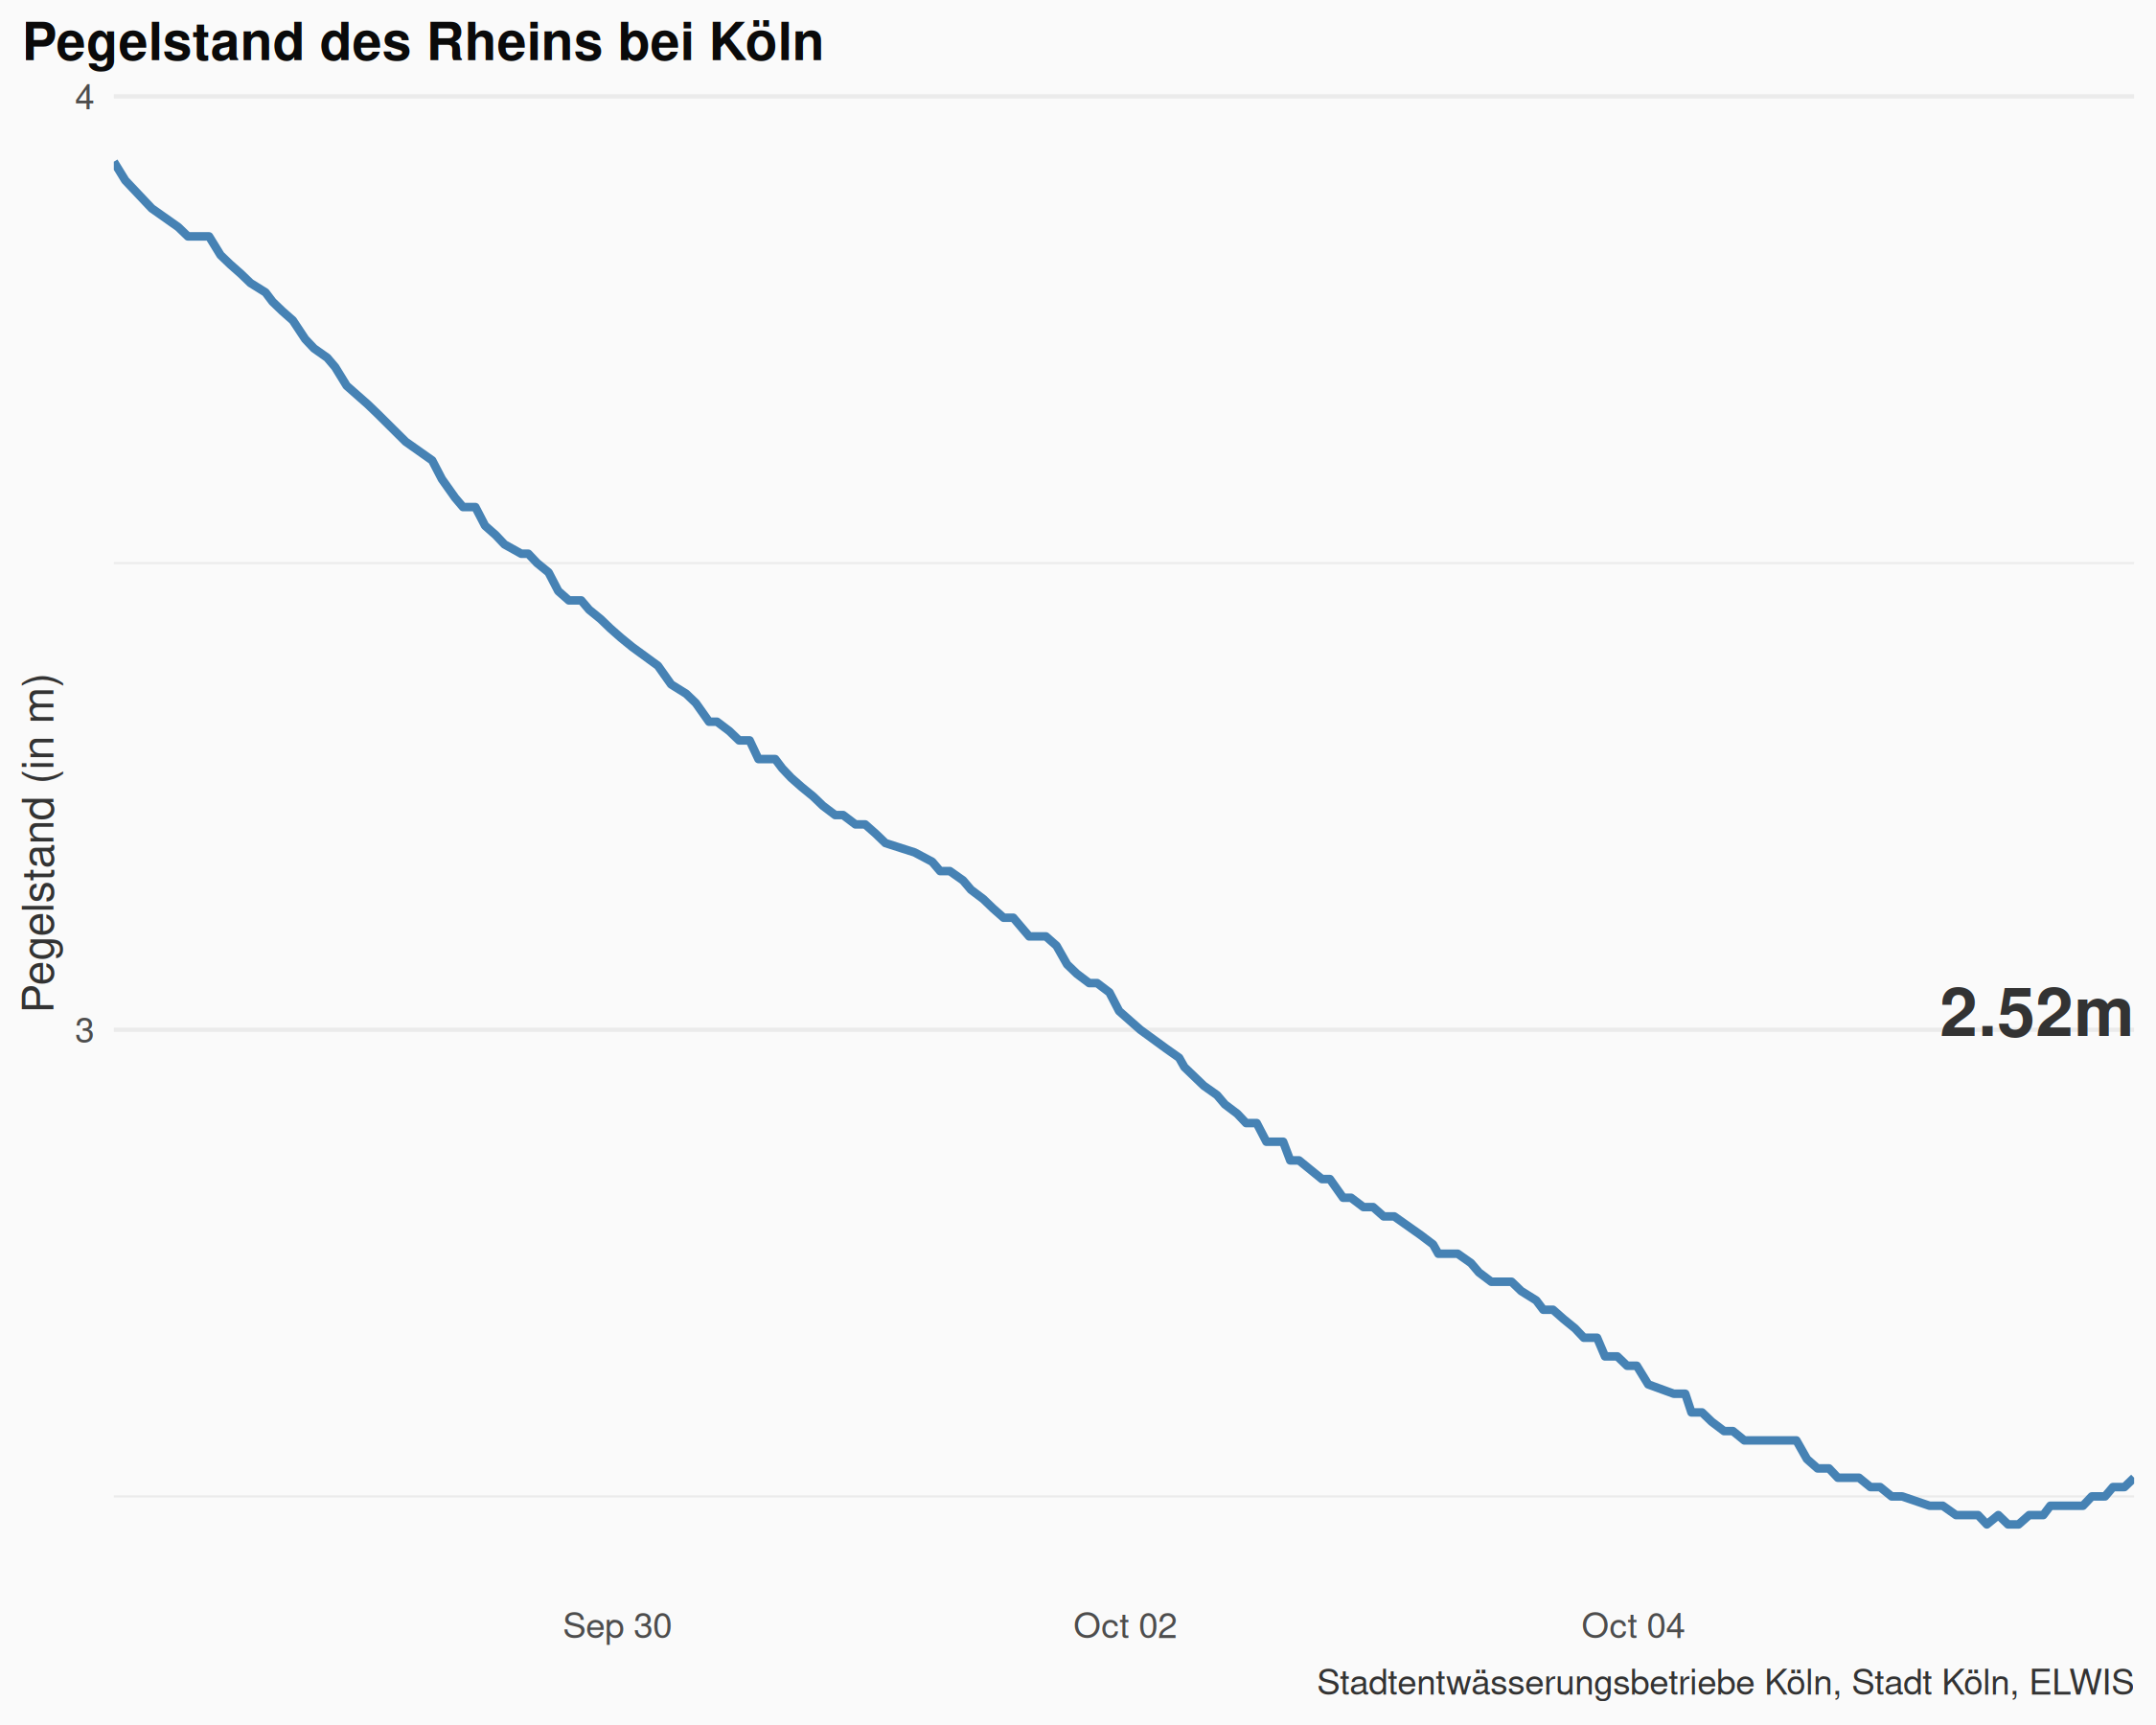 Pegelstand des Rheins bei Köln
4
Pegelstand (in m)
2.52m
3
Sep 30
Oct 02
Oct 04
Stadtentwässerungsbetriebe Köln, Stadt Köln, ELWIS